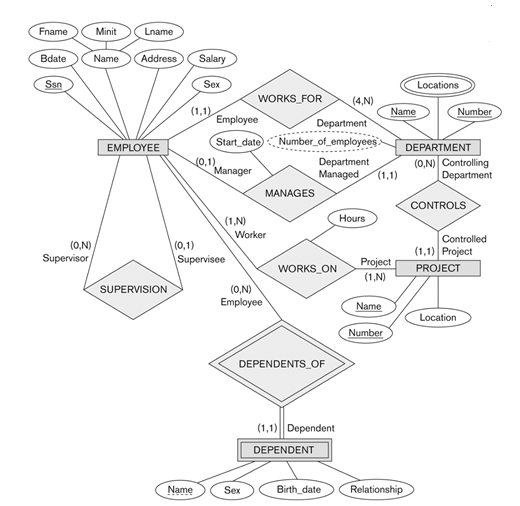 Fname
Minit
Lname
Bdate
Name
Address
Salary
Ssn
Sex
WORKS_FOR
(1,1)
Employee
(4,N)
Department
Locations
Name
Number
Start_date
Number_of_employees
EMPLOYEE
DEPARTMENT
(0,1)
Manager
MANAGES
Department
Managed
(1,1)
(0,N)
Controlling
Department
CONTROLS
(1,N)
Worker
Hours
(0,N)
Supervisor
(0,1)
Supervisee
SUPERVISION
WORKS_ON
Project
(1,N)
(1,1)
Controlled
Project
PROJECT
(0,N)
Employee
Name
Number
Location
DEPENDENTS_OF
(1,1)
Dependent
DEPENDENT
Name
Sex
Birth_date
Relationship